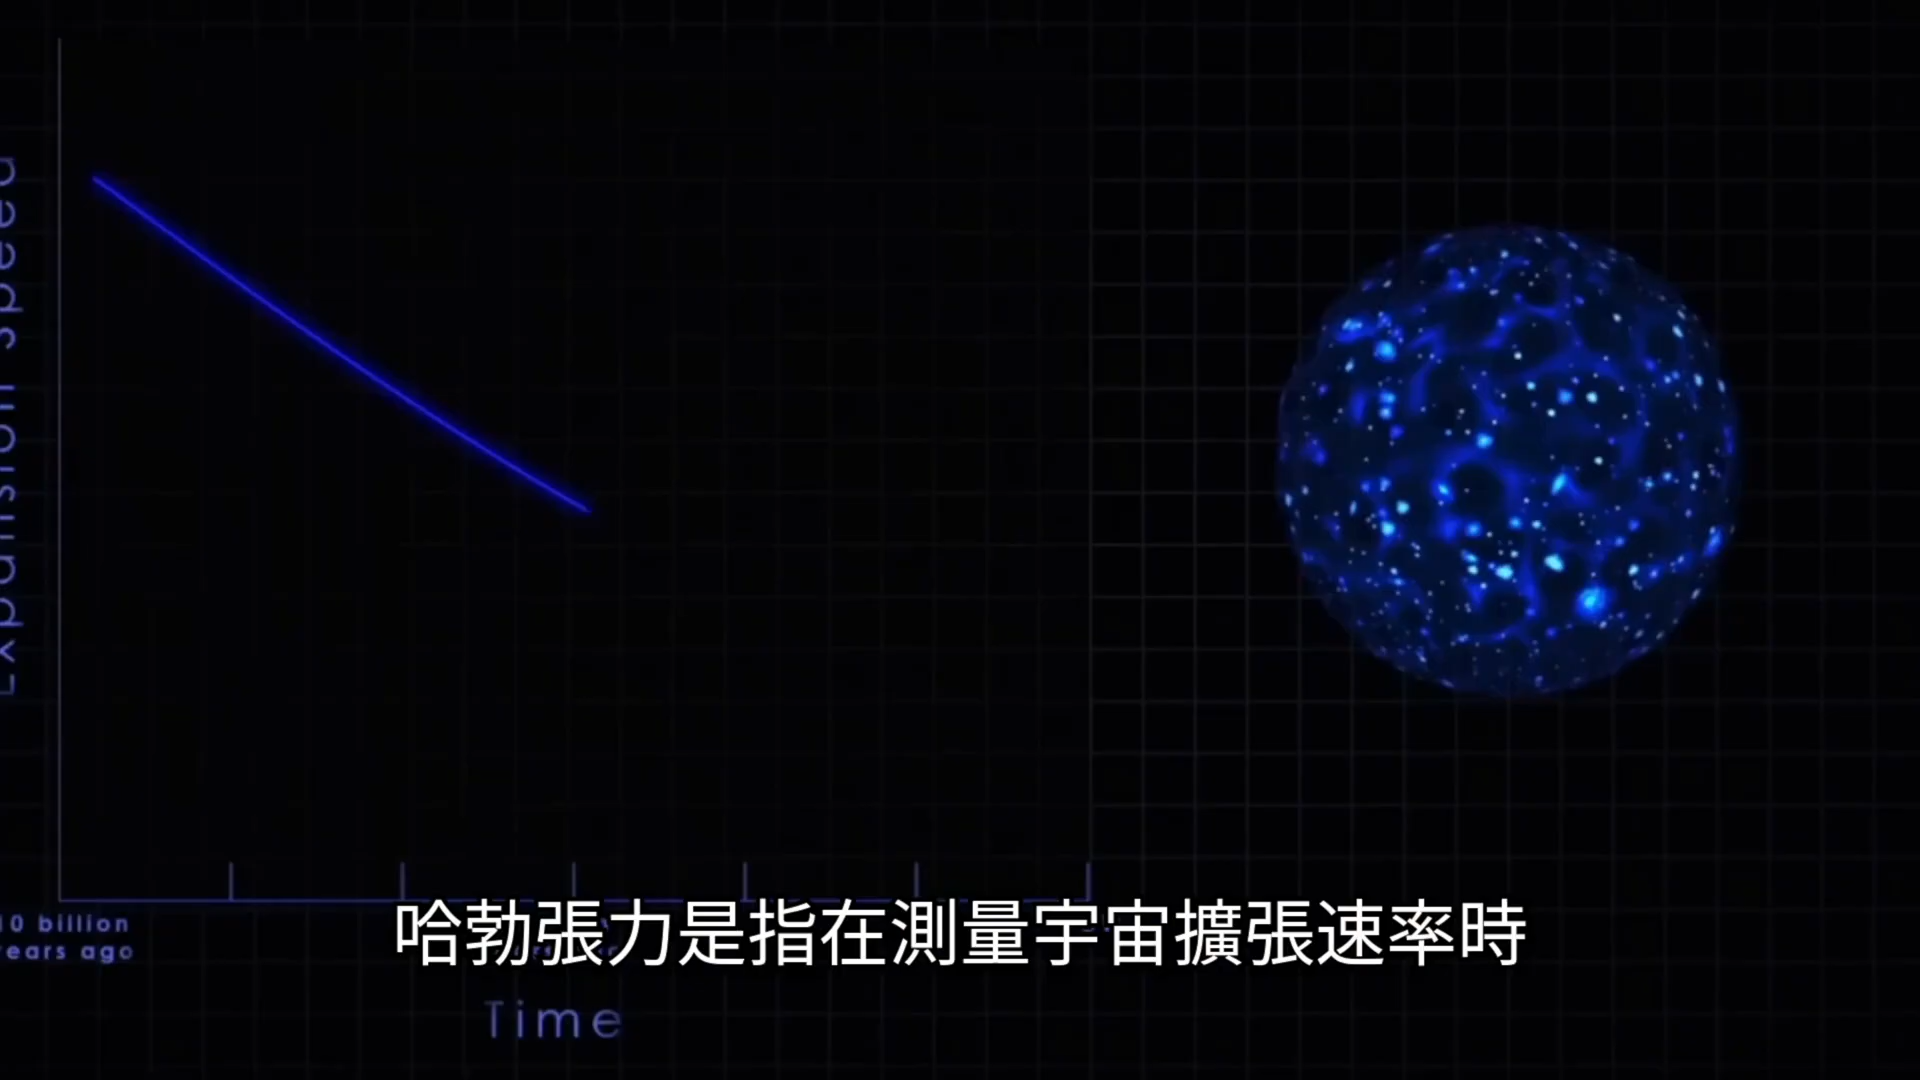 Expansion Speed
10 billion
years ago
哈勃張力是指在測量宇宙擴張速率時
Time